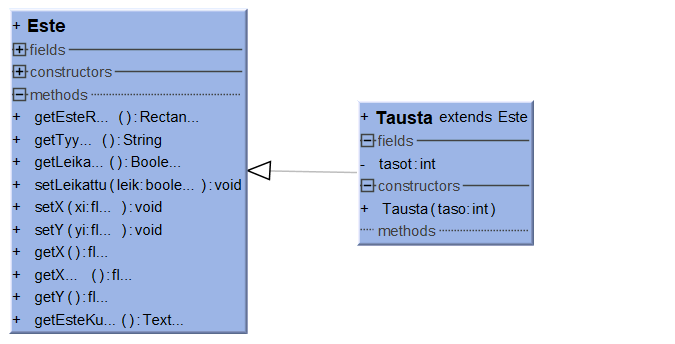 + Este
+ fields
+ constructors
- methods
+ getEsteR... ():Rectan...
+ getTyy... ():String
+ getLeika... ():Boole...
+ setLeikattu(leik:boole... ):void
+ setX(xi:fl... ):void
+ setY(yi:fl... ):void
+ getX():fl...
+ getX... ():fl...
+ getY():fl...
+ getEsteKu... ():Text...
+ Tausta extends Este
- fields
- tasot:int
- constructors
+ Tausta(taso:int)
methods